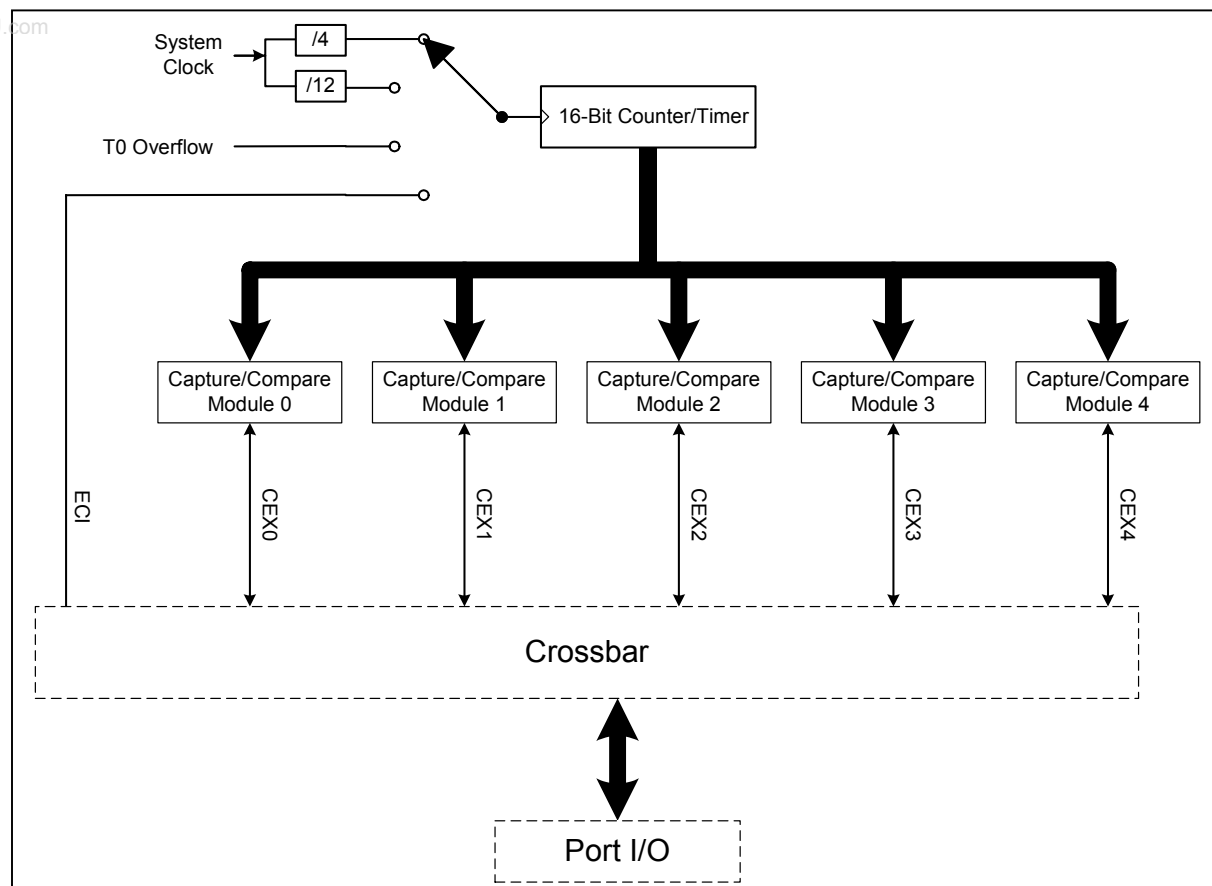 .com
System
Clock
/4
/12
T0 Overflow
16-Bit Counter/Timer
Capture/Compare
Module 0
Capture/Compare
Module 1
Capture/Compare
Module 2
Capture/Compare
Module 3
Capture/Compare
Module 4
ECI
CEX0
CEX1
CEX2
CEX3
CEX4
Crossbar
Port I/O